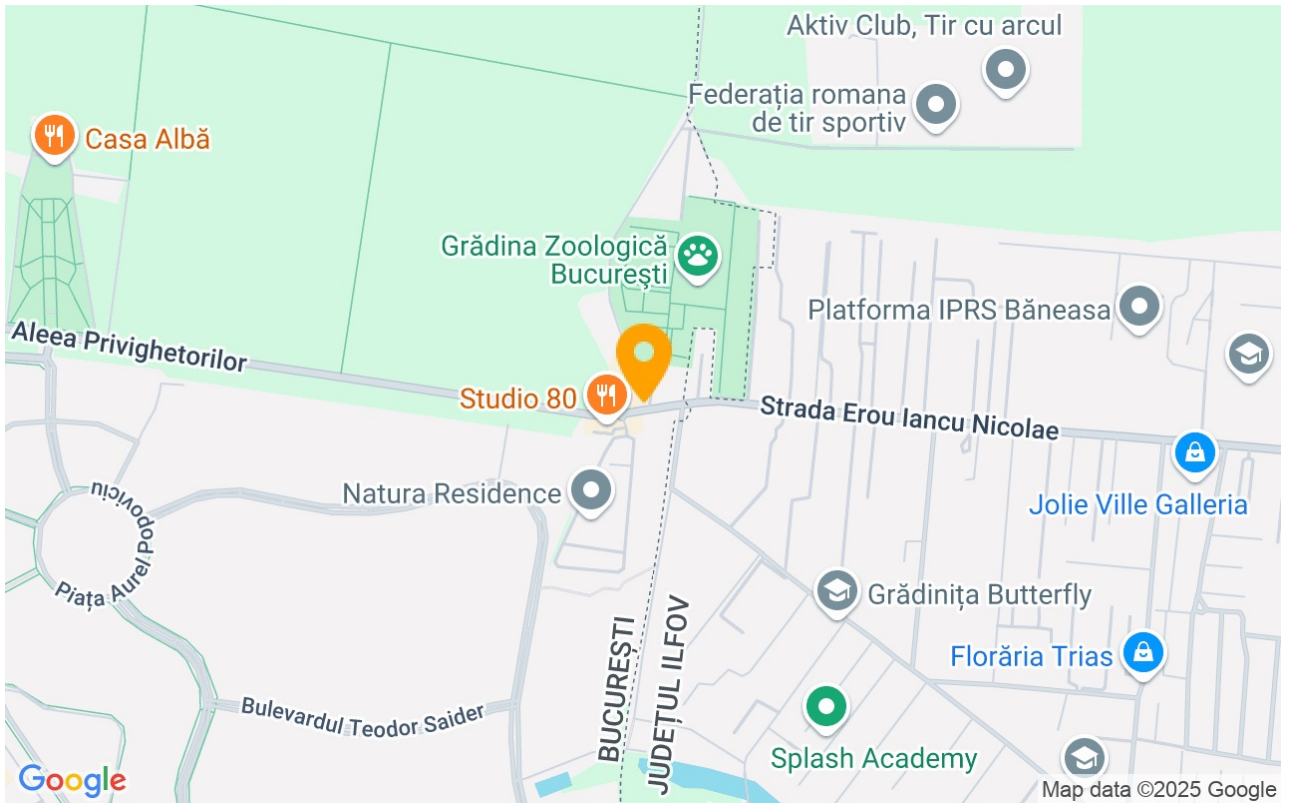 Aktiv Club, Tir cu arcul
Federația romana
de tir sportiv
Casa Albă
Grădina Zoologică
București
Platforma IPRS Băneasa
Aleea Privighetorilor
Studio 80
Strada Erou Iancu Nicolae
Natura Residence
Jolie Ville Galleria
Piața Aurel Popoviciu
Grădinița Butterfly
BUCUREȘTI
JUDEȚUL ILFOV
Florăria Trias
Bulevardul Teodor Saider
Splash Academy
Google
Map data ©2025 Google